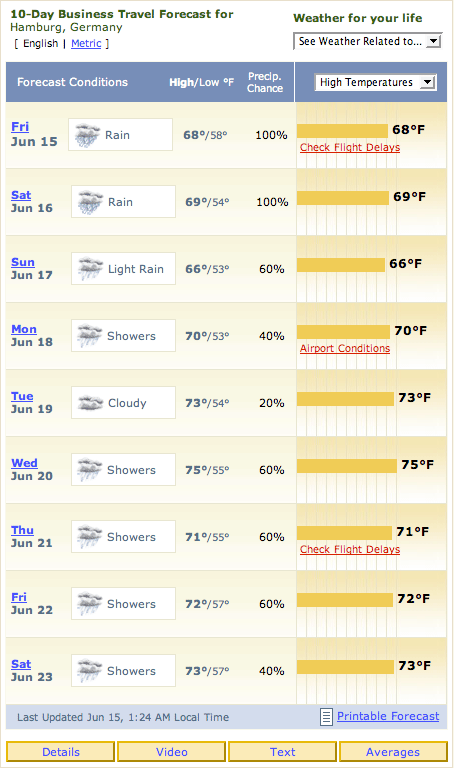 10-Day Business Travel Forecast for
Hamburg, Germany
[ English | Metric ]
Weather for your life
See Weather Related to...
Forecast Conditions High/Low °F Precip. Chance High Temperatures
Fri Jun 15 Rain 68°/58° 100% 68°F
Check Flight Delays
Sat Jun 16 Rain 69°/54° 100% 69°F
Sun Jun 17 Light Rain 66°/53° 60% 66°F
Mon Jun 18 Showers 70°/53° 40% 70°F
Airport Conditions
Tue Jun 19 Cloudy 73°/54° 20% 73°F
Wed Jun 20 Showers 75°/55° 60% 75°F
Thu Jun 21 Showers 71°/55° 60% 71°F
Check Flight Delays
Fri Jun 22 Showers 72°/57° 60% 72°F
Sat Jun 23 Showers 73°/57° 40% 73°F
Last Updated Jun 15, 1:24 AM Local Time Printable Forecast
Details Video Text Averages